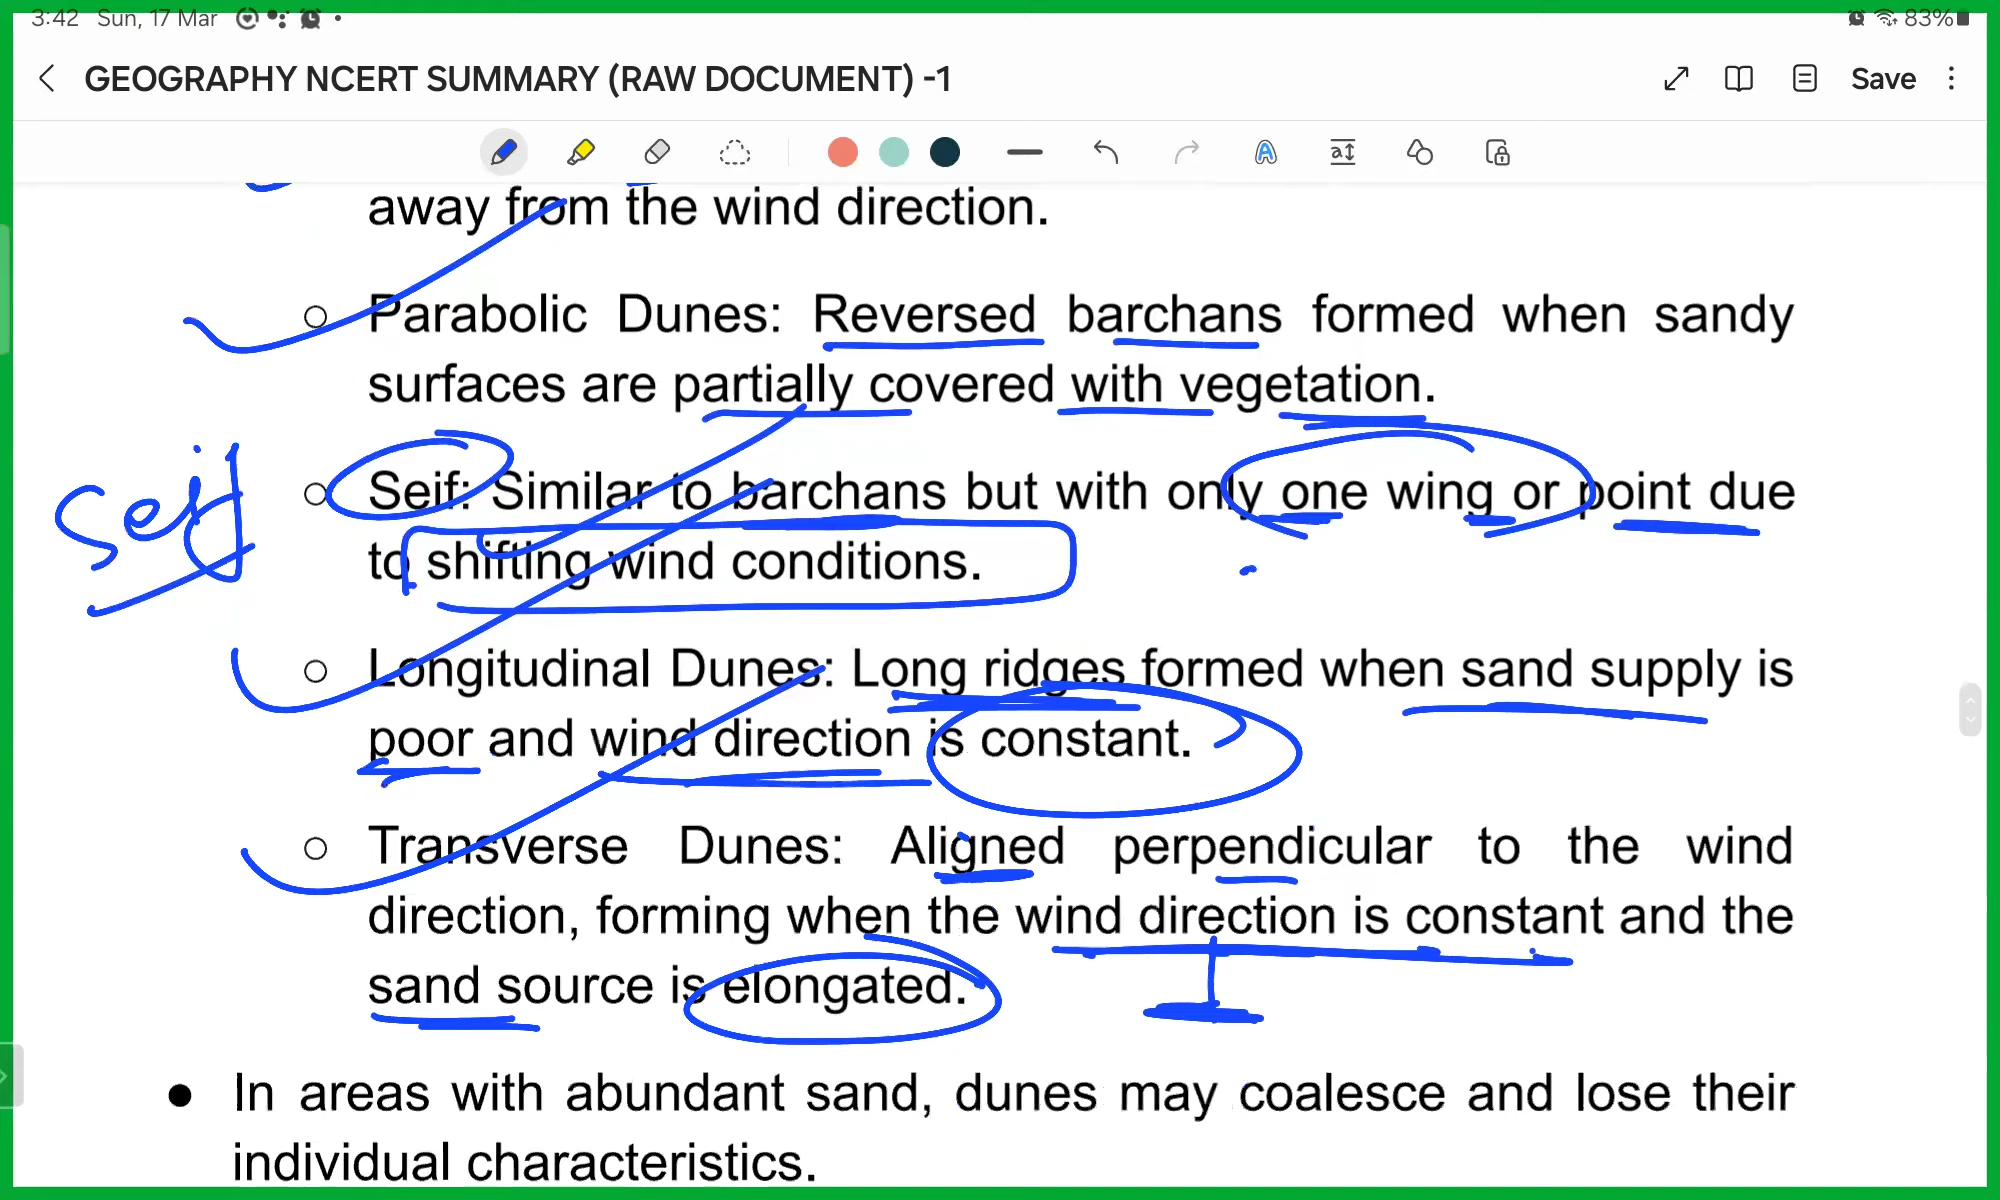 3:42 Sun, 17 Mar 83%
GEOGRAPHY NCERT SUMMARY (RAW DOCUMENT) -1 Save
A a
away from the wind direction.
○ Parabolic Dunes: Reversed barchans formed when sandy
surfaces are partially covered with vegetation.
seif
○ Seif: Similar to barchans but with only one wing or point due
to shifting wind conditions.
○ Longitudinal Dunes: Long ridges formed when sand supply is
poor and wind direction is constant.
○ Transverse Dunes: Aligned perpendicular to the wind
direction, forming when the wind direction is constant and the
sand source is elongated.
● In areas with abundant sand, dunes may coalesce and lose their
individual characteristics.